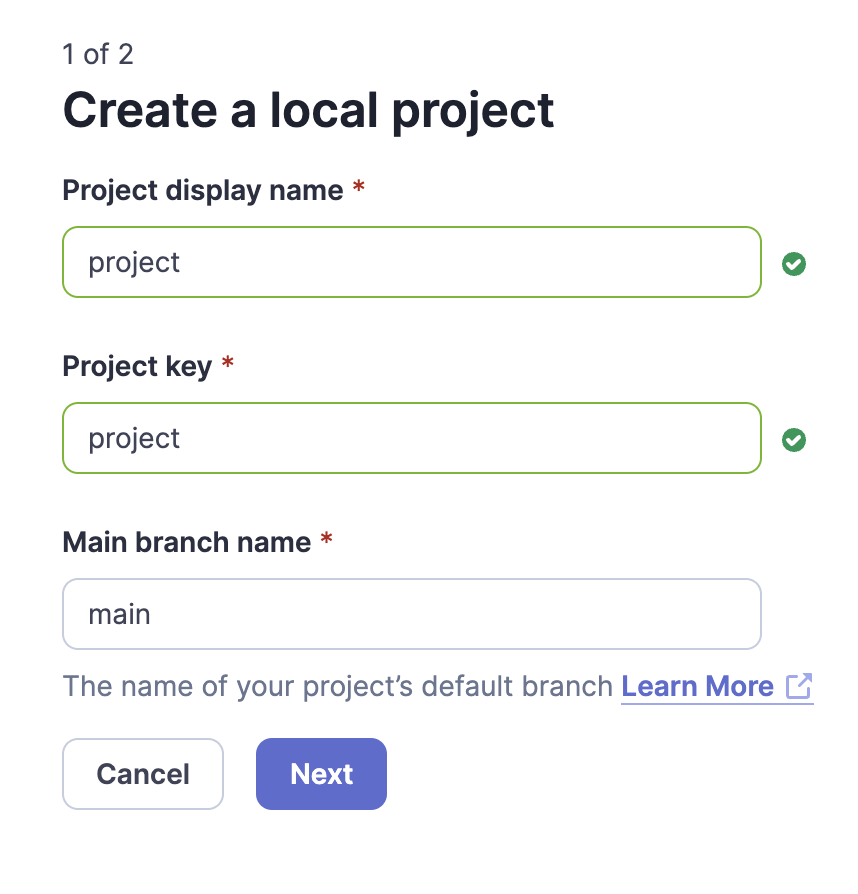 1 of 2
Create a local project
Project display name *
project
Project key *
project
Main branch name *
main
The name of your project’s default branch Learn More
Cancel Next